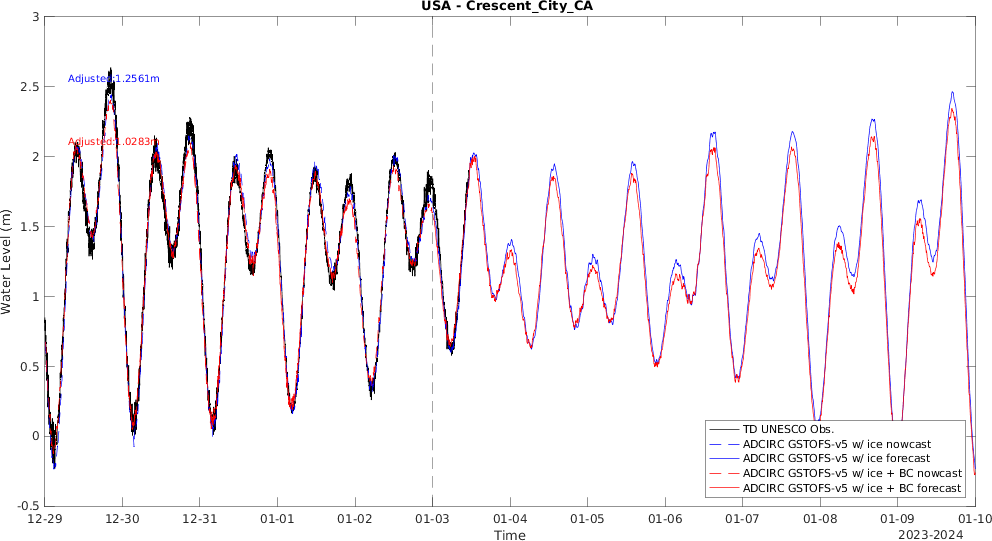 USA - Crescent_City_CA
Water Level (m)
3
2.5
2
1.5
1
0.5
0
-0.5
Adjusted:1.2561m
Adjusted:1.0283m
TD UNESCO Obs.
ADCIRC GSTOFS-v5 w/ ice nowcast
ADCIRC GSTOFS-v5 w/ ice forecast
ADCIRC GSTOFS-v5 w/ ice + BC nowcast
ADCIRC GSTOFS-v5 w/ ice + BC forecast
12-29 12-30 12-31 01-01 01-02 01-03 01-04 01-05 01-06 01-07 01-08 01-09 01-10
Time
2023-2024